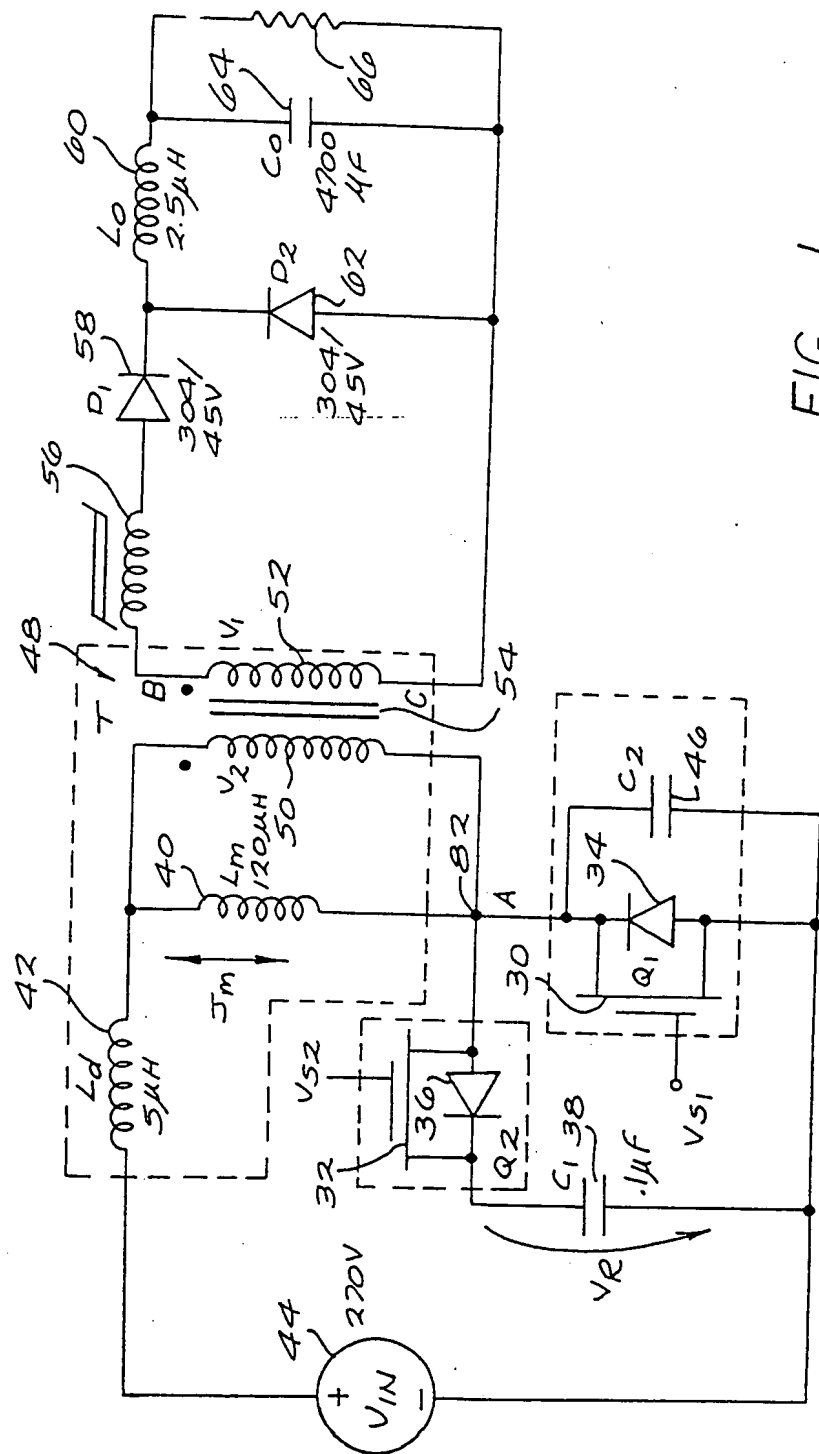 44
VIN
+
−
270V
42
Ld
5µH
Jm
40
Lm
120µH
V2
50
T
48
B
V1
52
C
54
56
58
D1
304/
45V
D2
62
304/
45V
60
LO
2.5µH
64
CO
4700
µF
66
82
A
VS2
36
32
Q2
C1
38
.1µF
VR
30
Q1
34
C2
46
VS1
FIG. 1